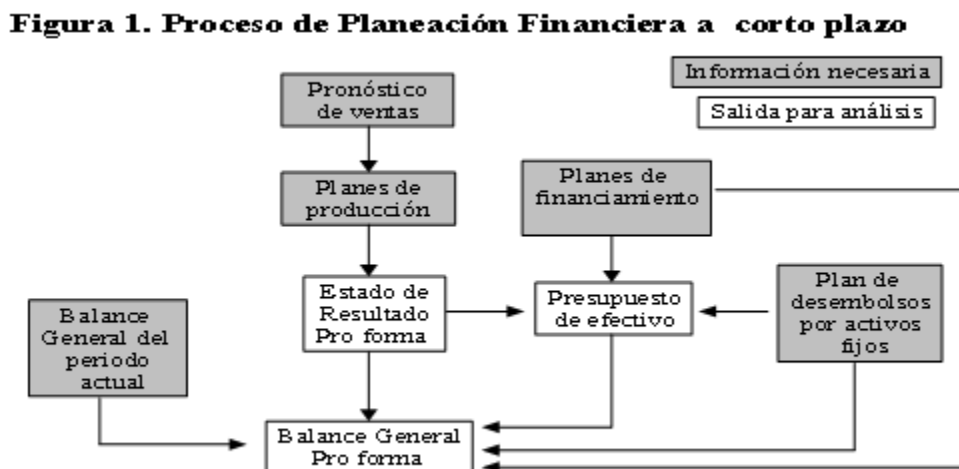 Figura 1. Proceso de Planeación Financiera a corto plazo
Información necesaria
Salida para análisis
Pronóstico
de ventas
Planes de
producción
Planes de
financiamiento
Estado de
Resultado
Pro forma
Presupuesto
de efectivo
Plan de
desembolsos
por activos
fijos
Balance
General del
periodo
actual
Balance General
Pro forma